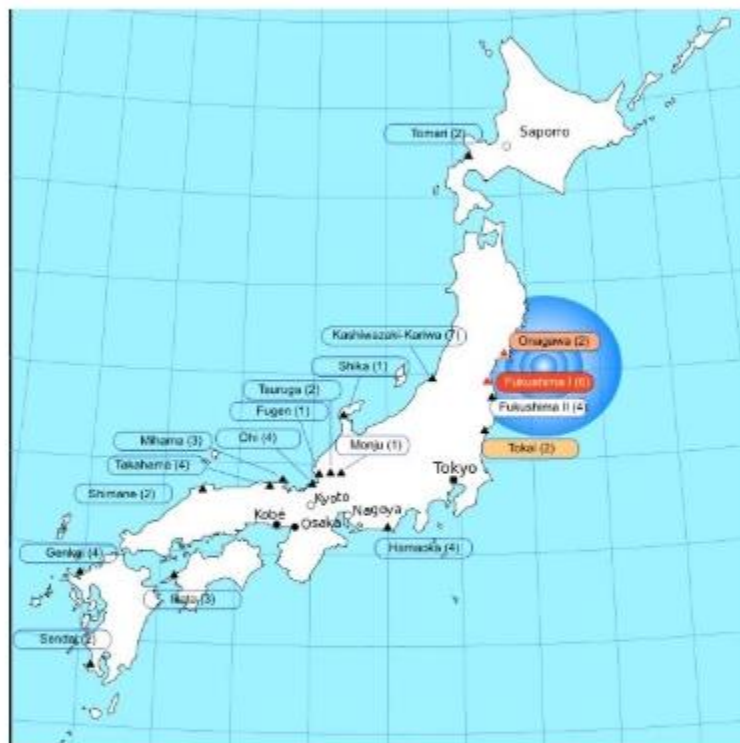 Tomari (2)
Saporro
Kashiwazaki-Kariwa (7)
Onagawa (2)
Shika (1)
Fukushima I (6)
Tsuruga (2)
Fugen (1)
Fukushima II (4)
Mihama (3)
Ohi (4)
Monju (1)
Tokai (2)
Takahama (4)
Tokyo
Shimane (2)
Kyoto
Nagoya
Kobé
Osaka
Genkai (4)
Hamaoka (4)
Ikata (3)
Sendai (2)